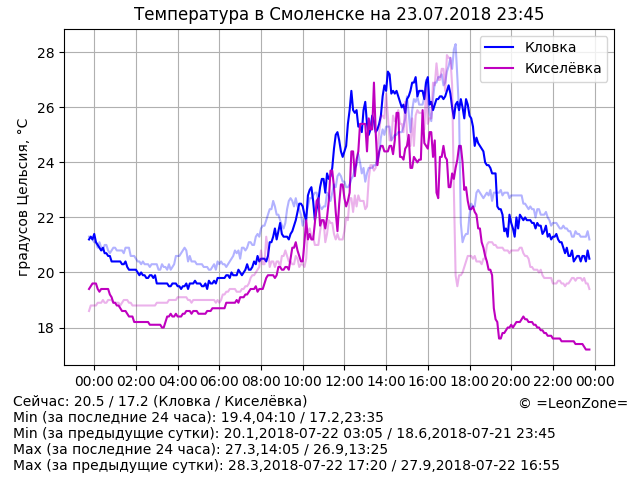 Температура в Смоленске на 23.07.2018 23:45
градусов Цельсия, °C
28
26
24
22
20
18
Кловка
Киселёвка
00:00 02:00 04:00 06:00 08:00 10:00 12:00 14:00 16:00 18:00 20:00 22:00 00:00
Сейчас: 20.5 / 17.2 (Кловка / Киселёвка)
© =LeonZone=
Min (за последние 24 часа): 19.4,04:10 / 17.2,23:35
Min (за предыдущие сутки): 20.1,2018-07-22 03:05 / 18.6,2018-07-21 23:45
Max (за последние 24 часа): 27.3,14:05 / 26.9,13:25
Max (за предыдущие сутки): 28.3,2018-07-22 17:20 / 27.9,2018-07-22 16:55